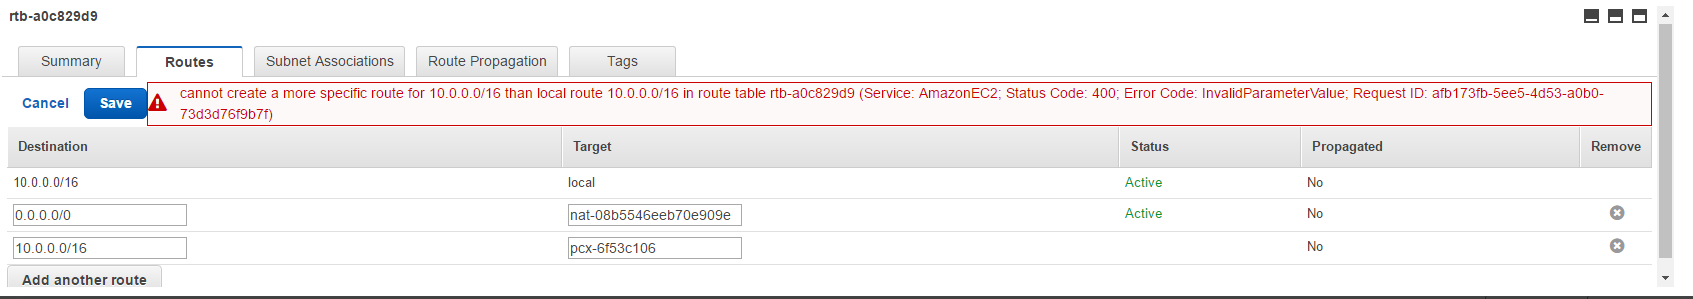 rtb-a0c829d9
Summary Routes Subnet Associations Route Propagation Tags
Cancel Save cannot create a more specific route for 10.0.0.0/16 than local route 10.0.0.0/16 in route table rtb-a0c829d9 (Service: AmazonEC2; Status Code: 400; Error Code: InvalidParameterValue; Request ID: afb173fb-5ee5-4d53-a0b0-
73d3d76f9b7f)
Destination Target Status Propagated Remove
10.0.0.0/16 local Active No
0.0.0.0/0 nat-08b5546eeb70e909e Active No
10.0.0.0/16 pcx-6f53c106 No
Add another route